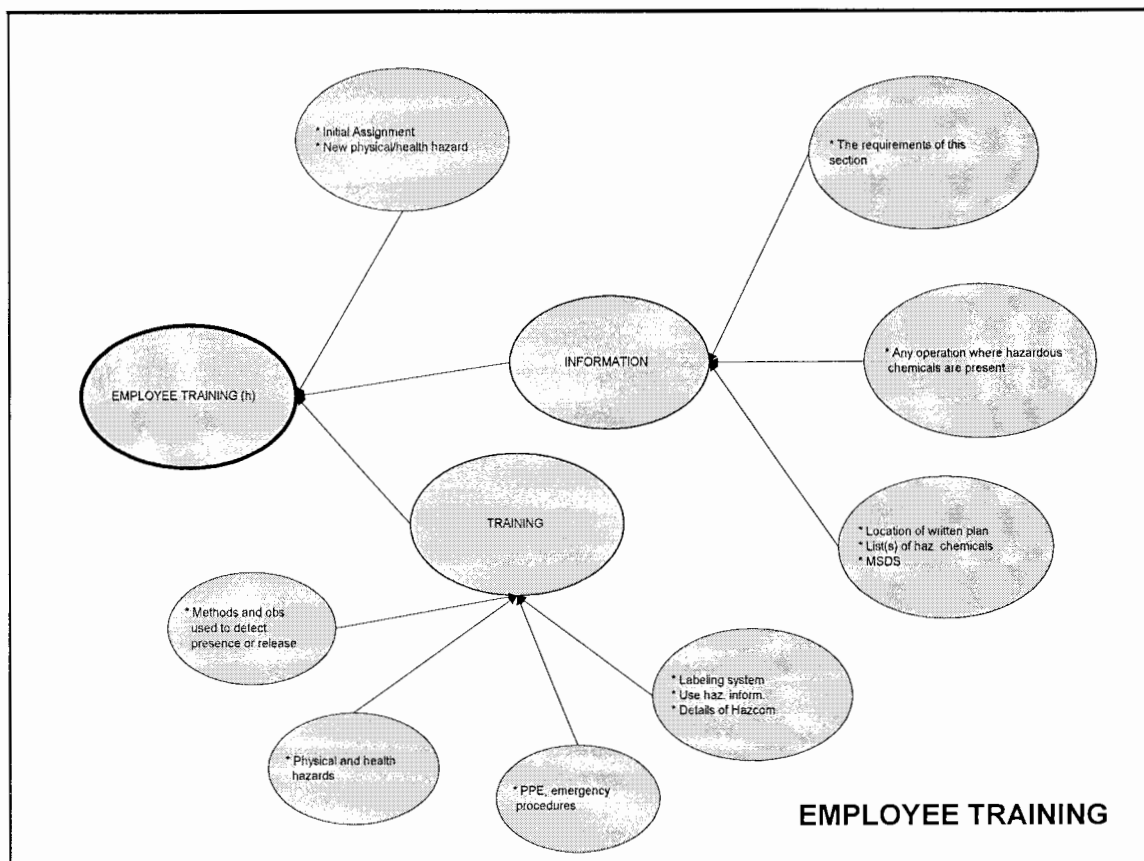 * Initial Assignment
* New physical/health hazard
* The requirements of this
section
INFORMATION
* Any operation where hazardous
chemicals are present
EMPLOYEE TRAINING (h)
TRAINING
* Location of written plan
* List(s) of haz. chemicals
* MSDS
* Methods and obs
used to detect
presence or release
* Labeling system
* Use haz. inform.
* Details of Hazcom
* Physical and health
hazards
* PPE, emergency
procedures
EMPLOYEE TRAINING